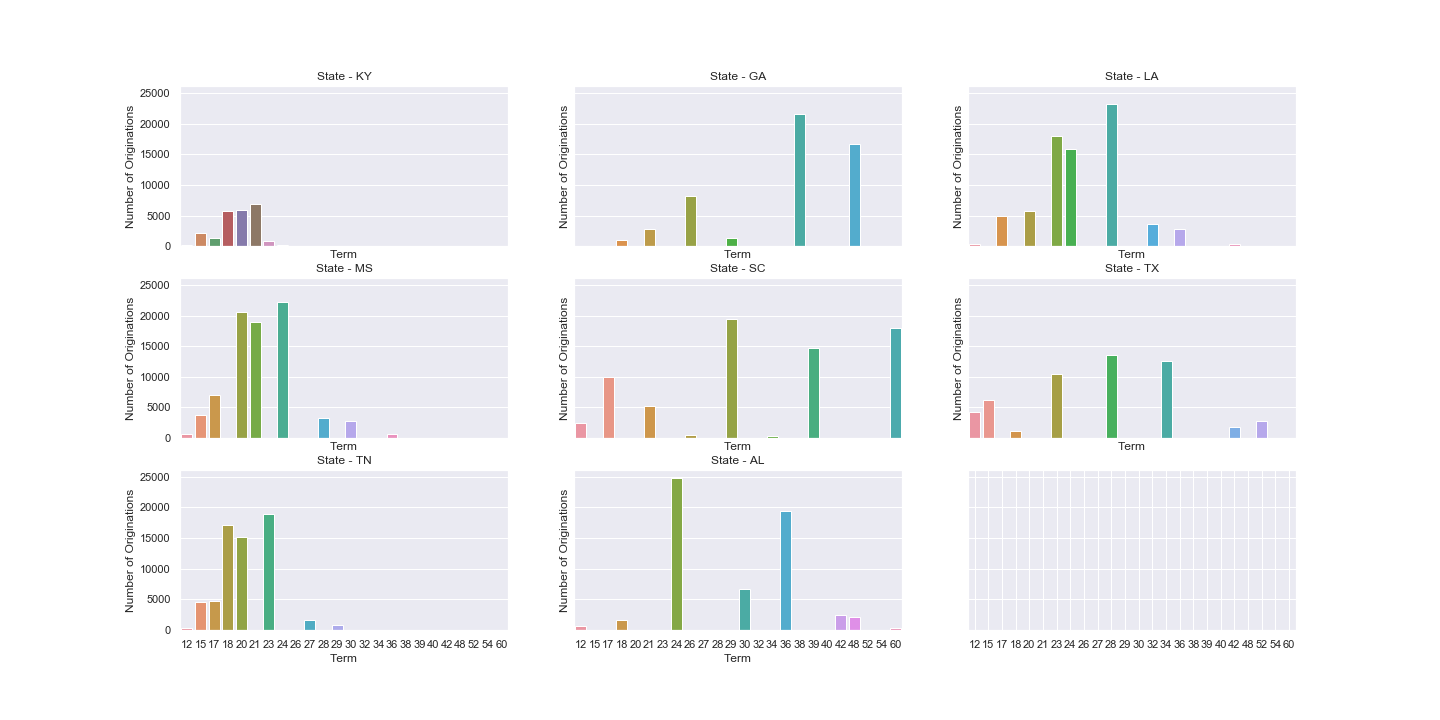 State - KY
State - GA
State - LA
Number of Originations
25000
20000
15000
10000
5000
0
Number of Originations
Number of Originations
Term
Term
Term
State - MS
State - SC
State - TX
Number of Originations
25000
20000
15000
10000
5000
0
Number of Originations
Number of Originations
Term
Term
Term
State - TN
State - AL
Number of Originations
25000
20000
15000
10000
5000
0
Number of Originations
12 15 17 18 20 21 23 24 26 27 28 29 30 32 34 36 38 39 40 42 48 52 54 60
12 15 17 18 20 21 23 24 26 27 28 29 30 32 34 36 38 39 40 42 48 52 54 60
12 15 17 18 20 21 23 24 26 27 28 29 30 32 34 36 38 39 40 42 48 52 54 60
Term
Term